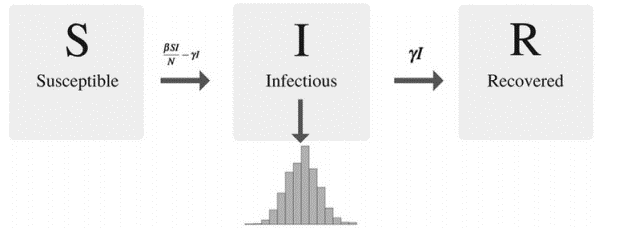 S
Susceptible
βSI/N − γI
I
Infectious
γI
R
Recovered